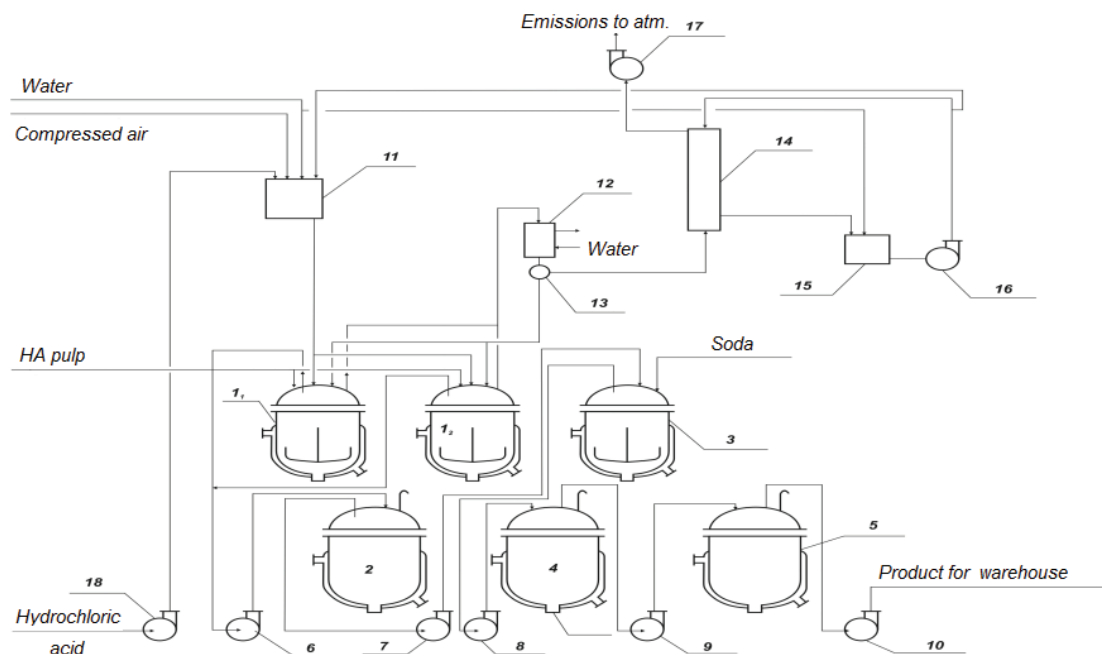 Emissions to atm.
17
Water
Compressed air
11
14
12
Water
13
15
16
HA pulp
Soda
1₁
1₂
3
2
4
5
Product for warehouse
18
Hydrochloric
acid
6
7
8
9
10